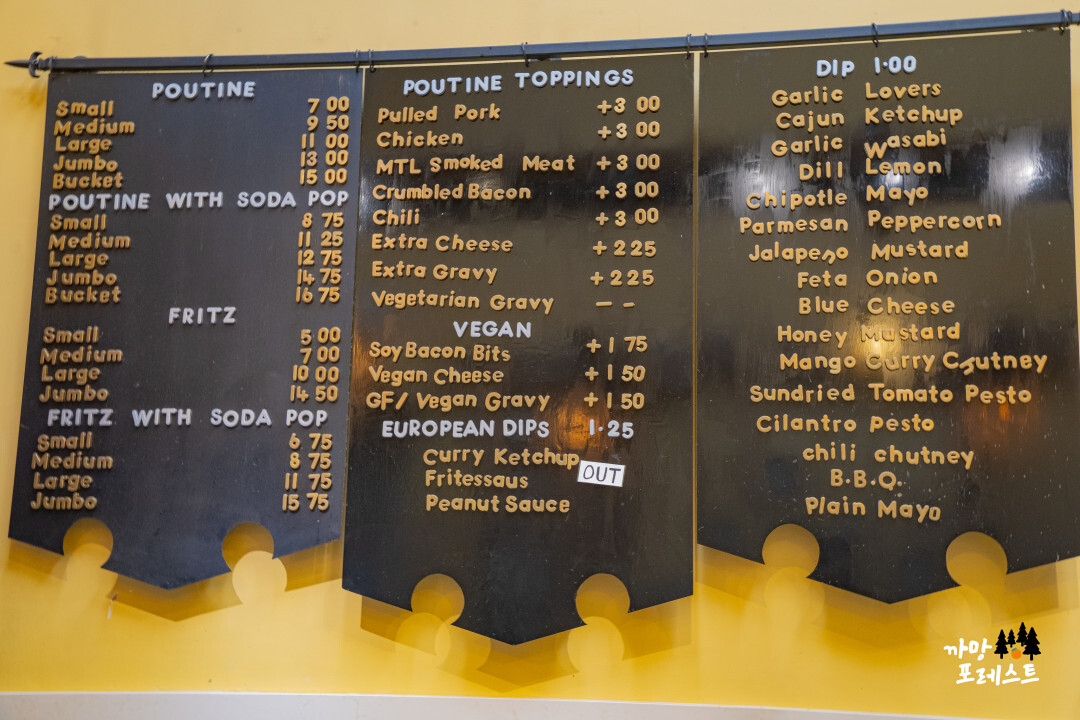 POUTINE
Small 7 00
Medium 9 50
Large 11 00
Jumbo 13 00
Bucket 15 00
POUTINE WITH SODA POP
Small 8 75
Medium 11 25
Large 12 75
Jumbo 14 75
Bucket 16 75
FRITZ
Small 5 00
Medium 7 00
Large 10 00
Jumbo 14 50
FRITZ WITH SODA POP
Small 6 75
Medium 8 75
Large 11 75
Jumbo 15 75
POUTINE TOPPINGS
Pulled Pork +3 00
Chicken +3 00
MTL Smoked Meat +3 00
Crumbled Bacon +3 00
Chili +3 00
Extra Cheese +2 25
Extra Gravy +2 25
Vegetarian Gravy – –
VEGAN
Soy Bacon Bits +1 75
Vegan Cheese +1 50
GF/Vegan Gravy +1 50
EUROPEAN DIPS 1·25
Curry Ketchup OUT
Fritessaus
Peanut Sauce
DIP 1·00
Garlic Lovers
Cajun Ketchup
Garlic Wasabi
Dill Lemon
Chipotle Mayo
Parmesan Peppercorn
Jalapeno Mustard
Feta Onion
Blue Cheese
Honey Mustard
Mango Curry Chutney
Sundried Tomato Pesto
Cilantro Pesto
chili chutney
B.B.Q.
Plain Mayo
까망
포레스트